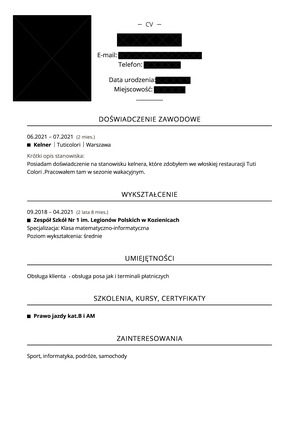 — CV —
E-mail:
Telefon:
Data urodzenia:
Miejscowość:
DOŚWIADCZENIE ZAWODOWE
06.2021 – 07.2021 (2 mies.)
Kelner | Tuticolori | Warszawa
Krótki opis stanowiska:
Posiadam doświadczenie na stanowisku kelnera, które zdobyłem we włoskiej restauracji Tuti
Colori .Pracowałem tam w sezonie wakacyjnym.
WYKSZTAŁCENIE
09.2018 – 04.2021 (2 lata 8 mies.)
Zespół Szkół Nr 1 im. Legionów Polskich w Kozienicach
Specjalizacja: Klasa matematyczno-informatyczna
Poziom wykształcenia: średnie
UMIEJĘTNOŚCI
Obsługa klienta - obsługa posa jak i terminali płatniczych
SZKOLENIA, KURSY, CERTYFIKATY
Prawo jazdy kat.B i AM
ZAINTERESOWANIA
Sport, informatyka, podróże, samochody